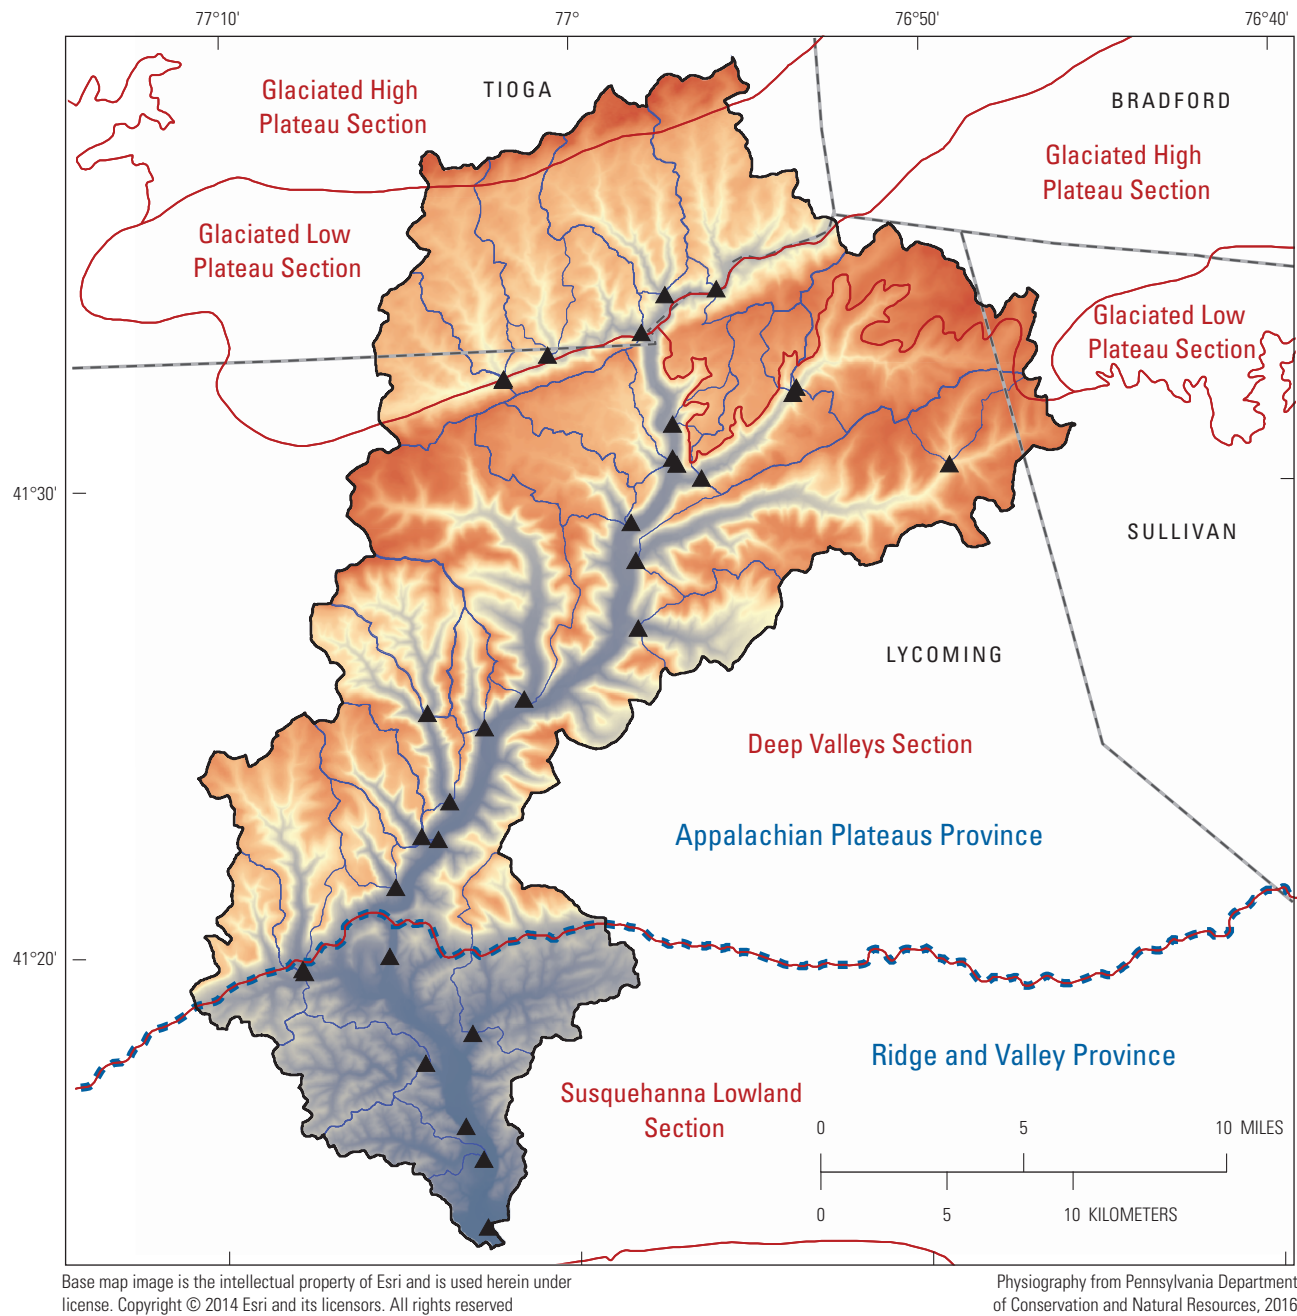 77°10'
77°
76°50'
76°40'
Glaciated High
Plateau Section
TIOGA
BRADFORD
Glaciated High
Plateau Section
Glaciated Low
Plateau Section
Glaciated Low
Plateau Section
41°30'
SULLIVAN
LYCOMING
Deep Valleys Section
Appalachian Plateaus Province
41°20'
Ridge and Valley Province
Susquehanna Lowland
Section
0
5
10 MILES
0
5
10 KILOMETERS
Base map image is the intellectual property of Esri and is used herein under
license. Copyright © 2014 Esri and its licensors. All rights reserved
Physiography from Pennsylvania Department
of Conservation and Natural Resources, 2016